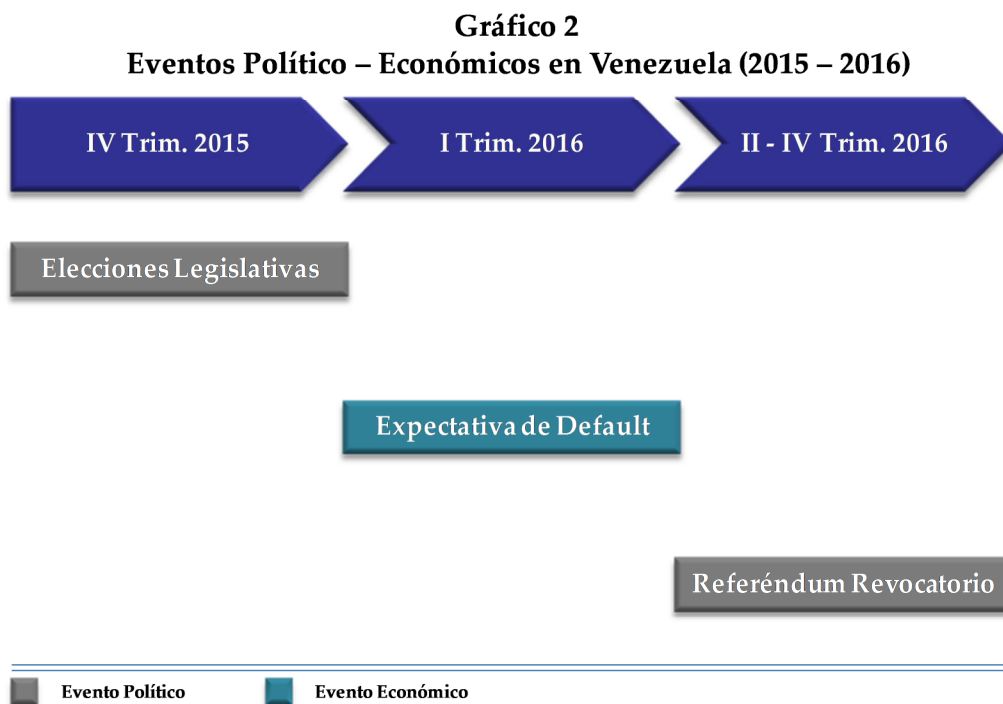 Gráfico 2
Eventos Político – Económicos en Venezuela (2015 – 2016)
IV Trim. 2015
I Trim. 2016
II - IV Trim. 2016
Elecciones Legislativas
Expectativa de Default
Referéndum Revocatorio
Evento Político
Evento Económico